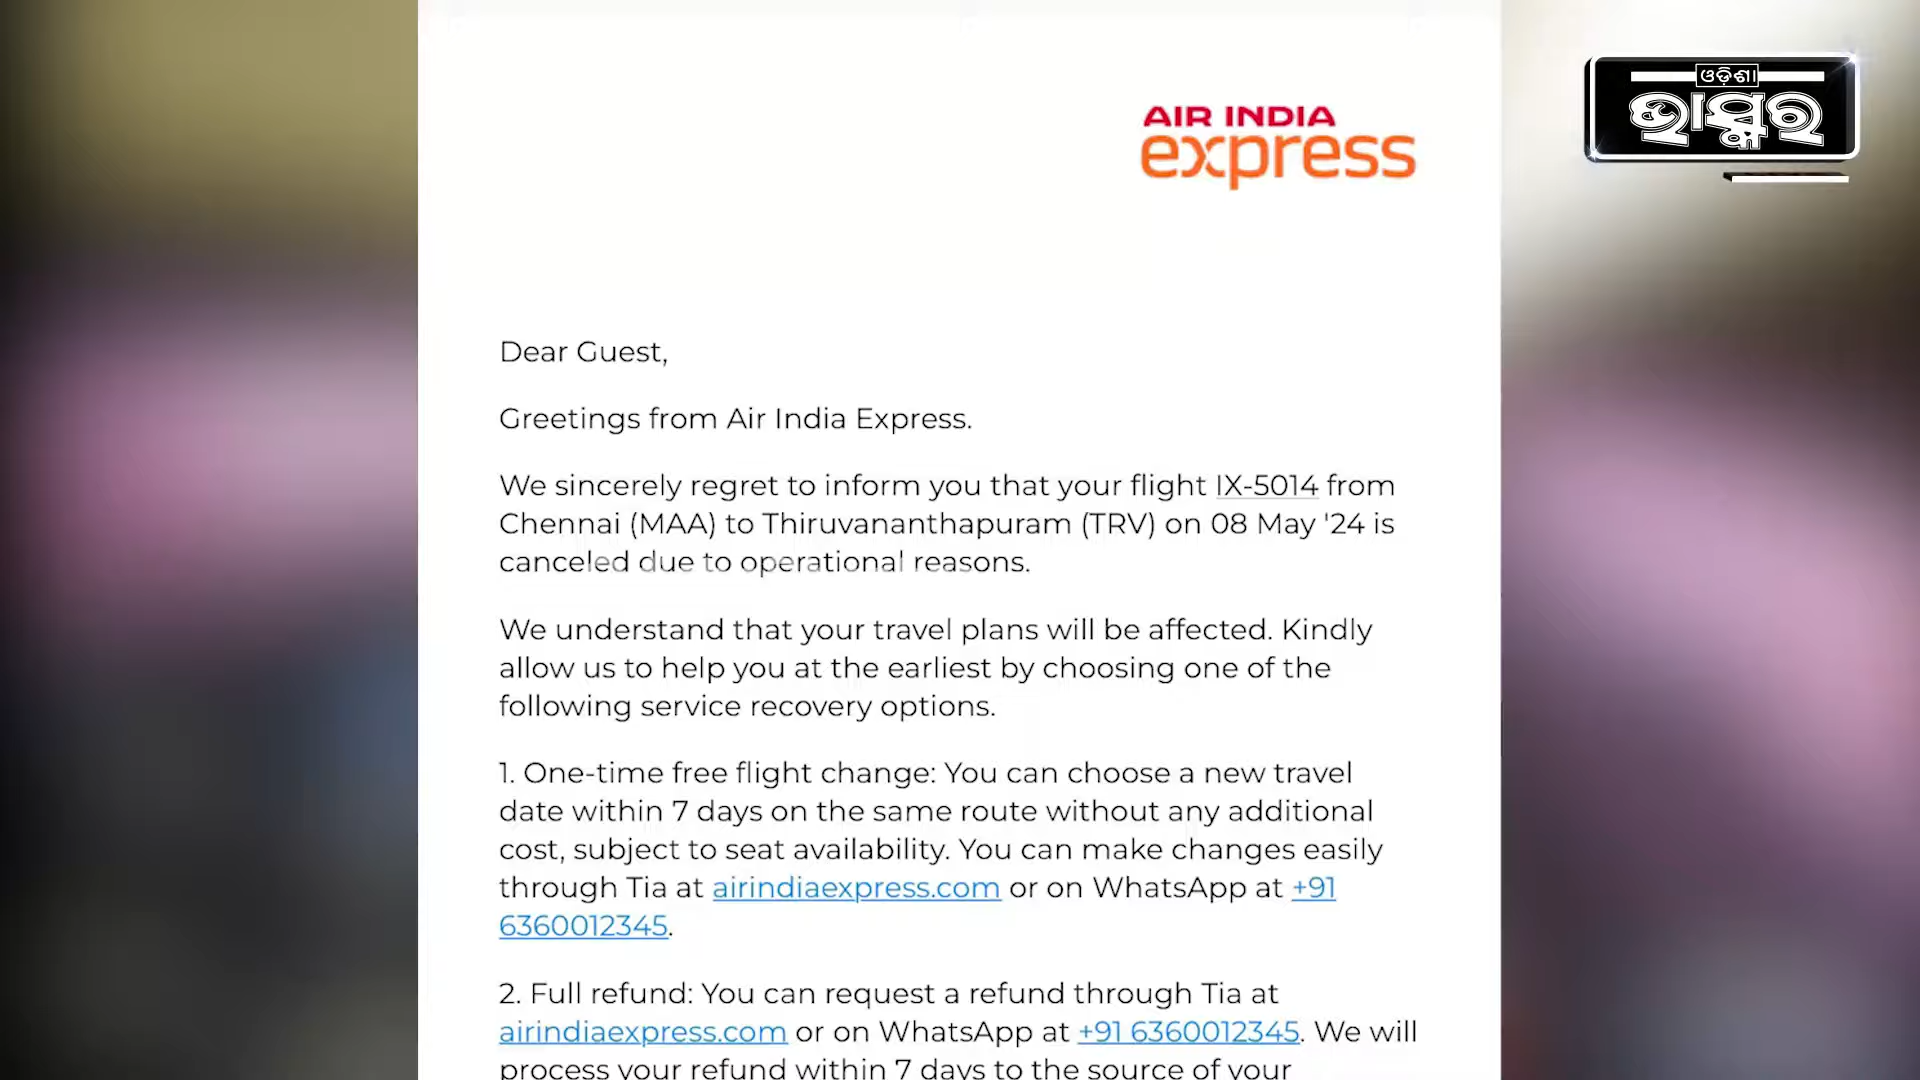 AIR INDIA
express
ଓଡ଼ିଶା
ଭାସ୍କର
Dear Guest,
Greetings from Air India Express.
We sincerely regret to inform you that your flight IX-5014 from
Chennai (MAA) to Thiruvananthapuram (TRV) on 08 May '24 is
canceled due to operational reasons.
We understand that your travel plans will be affected. Kindly
allow us to help you at the earliest by choosing one of the
following service recovery options.
1. One-time free flight change: You can choose a new travel
date within 7 days on the same route without any additional
cost, subject to seat availability. You can make changes easily
through Tia at airindiaexpress.com or on WhatsApp at +91
6360012345.
2. Full refund: You can request a refund through Tia at
airindiaexpress.com or on WhatsApp at +91 6360012345. We will
process your refund within 7 days to the source of your